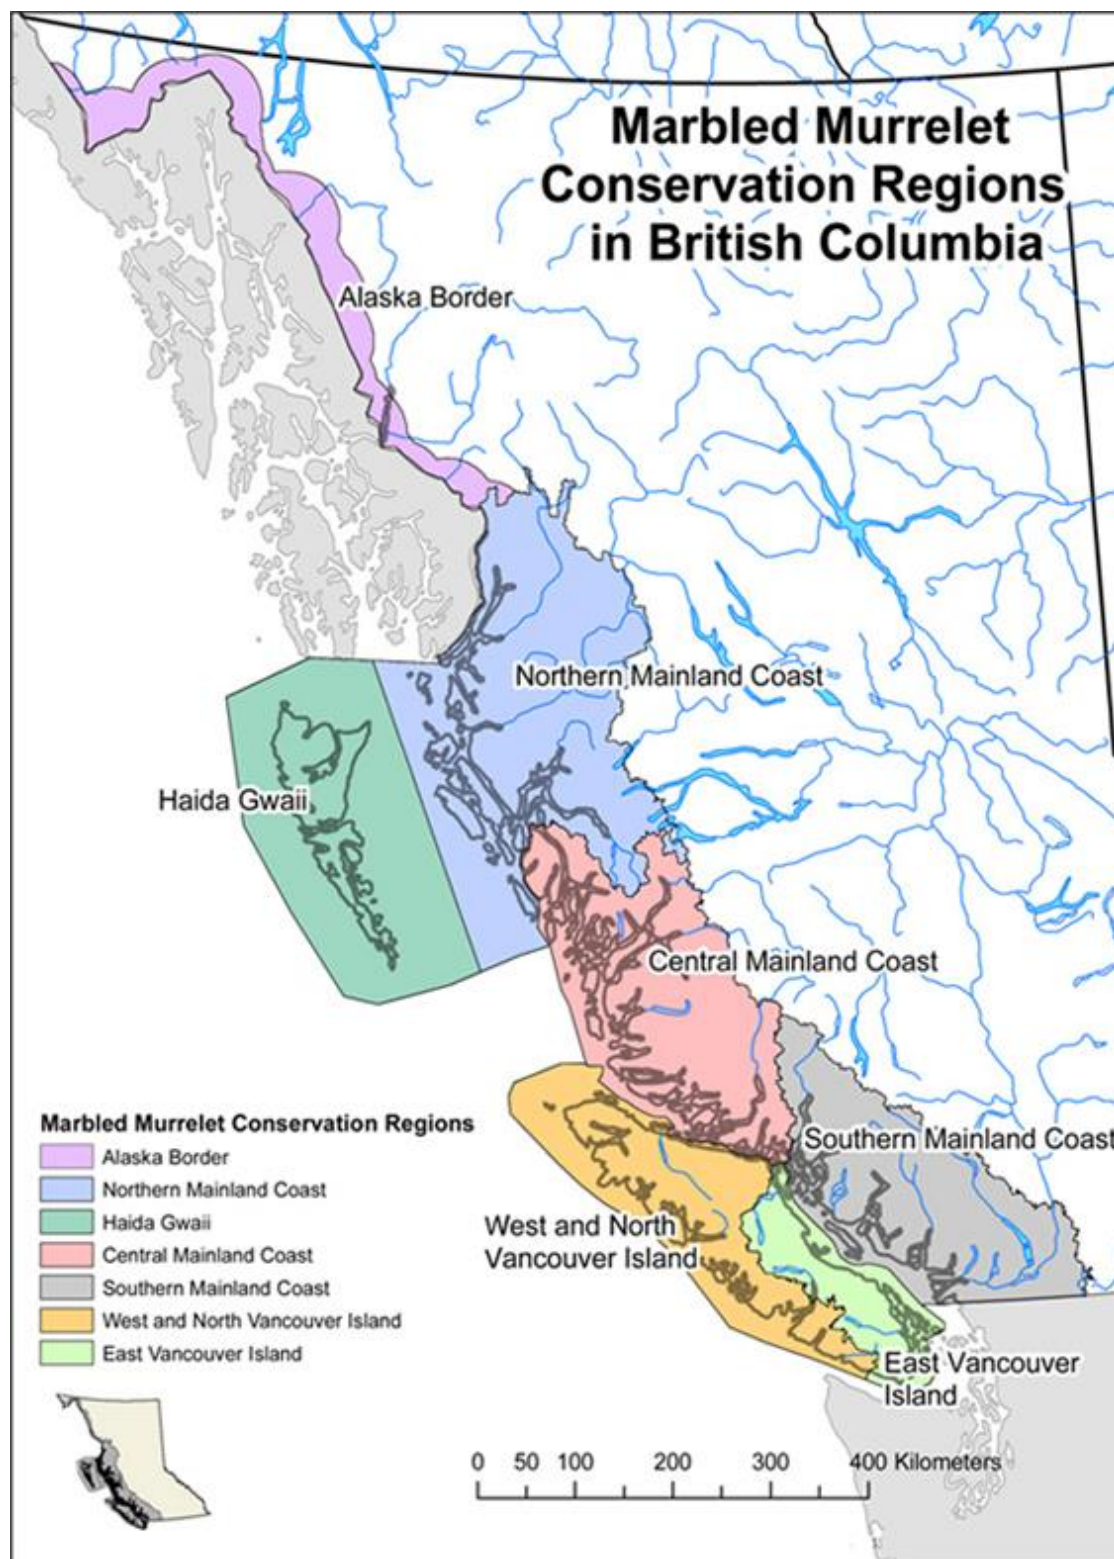 Marbled Murrelet
Conservation Regions
in British Columbia
Alaska Border
Northern Mainland Coast
Haida Gwaii
Central Mainland Coast
Southern Mainland Coast
West and North
Vancouver Island
East Vancouver
Island
Marbled Murrelet Conservation Regions
Alaska Border
Northern Mainland Coast
Haida Gwaii
Central Mainland Coast
Southern Mainland Coast
West and North Vancouver Island
East Vancouver Island
0 50 100 200 300 400 Kilometers